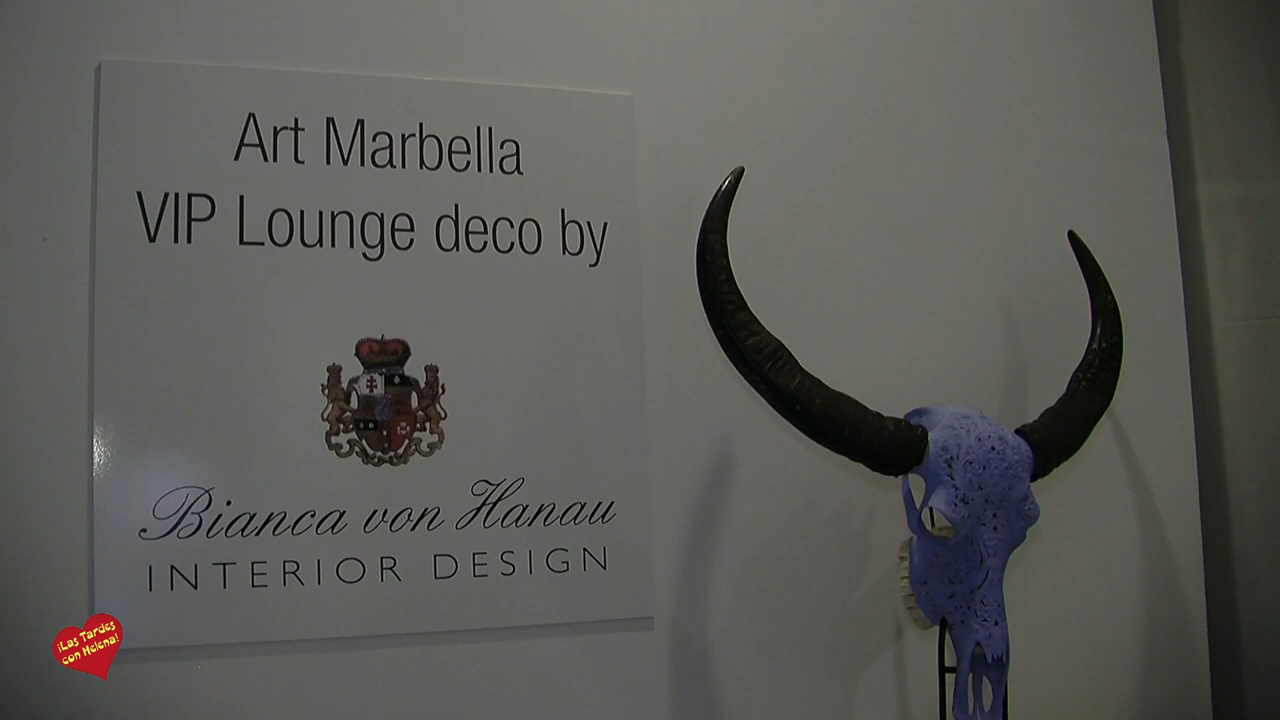 Art Marbella
VIP Lounge deco by
Bianca von Hanau
INTERIOR DESIGN
¡Las Tardes
con Helena!